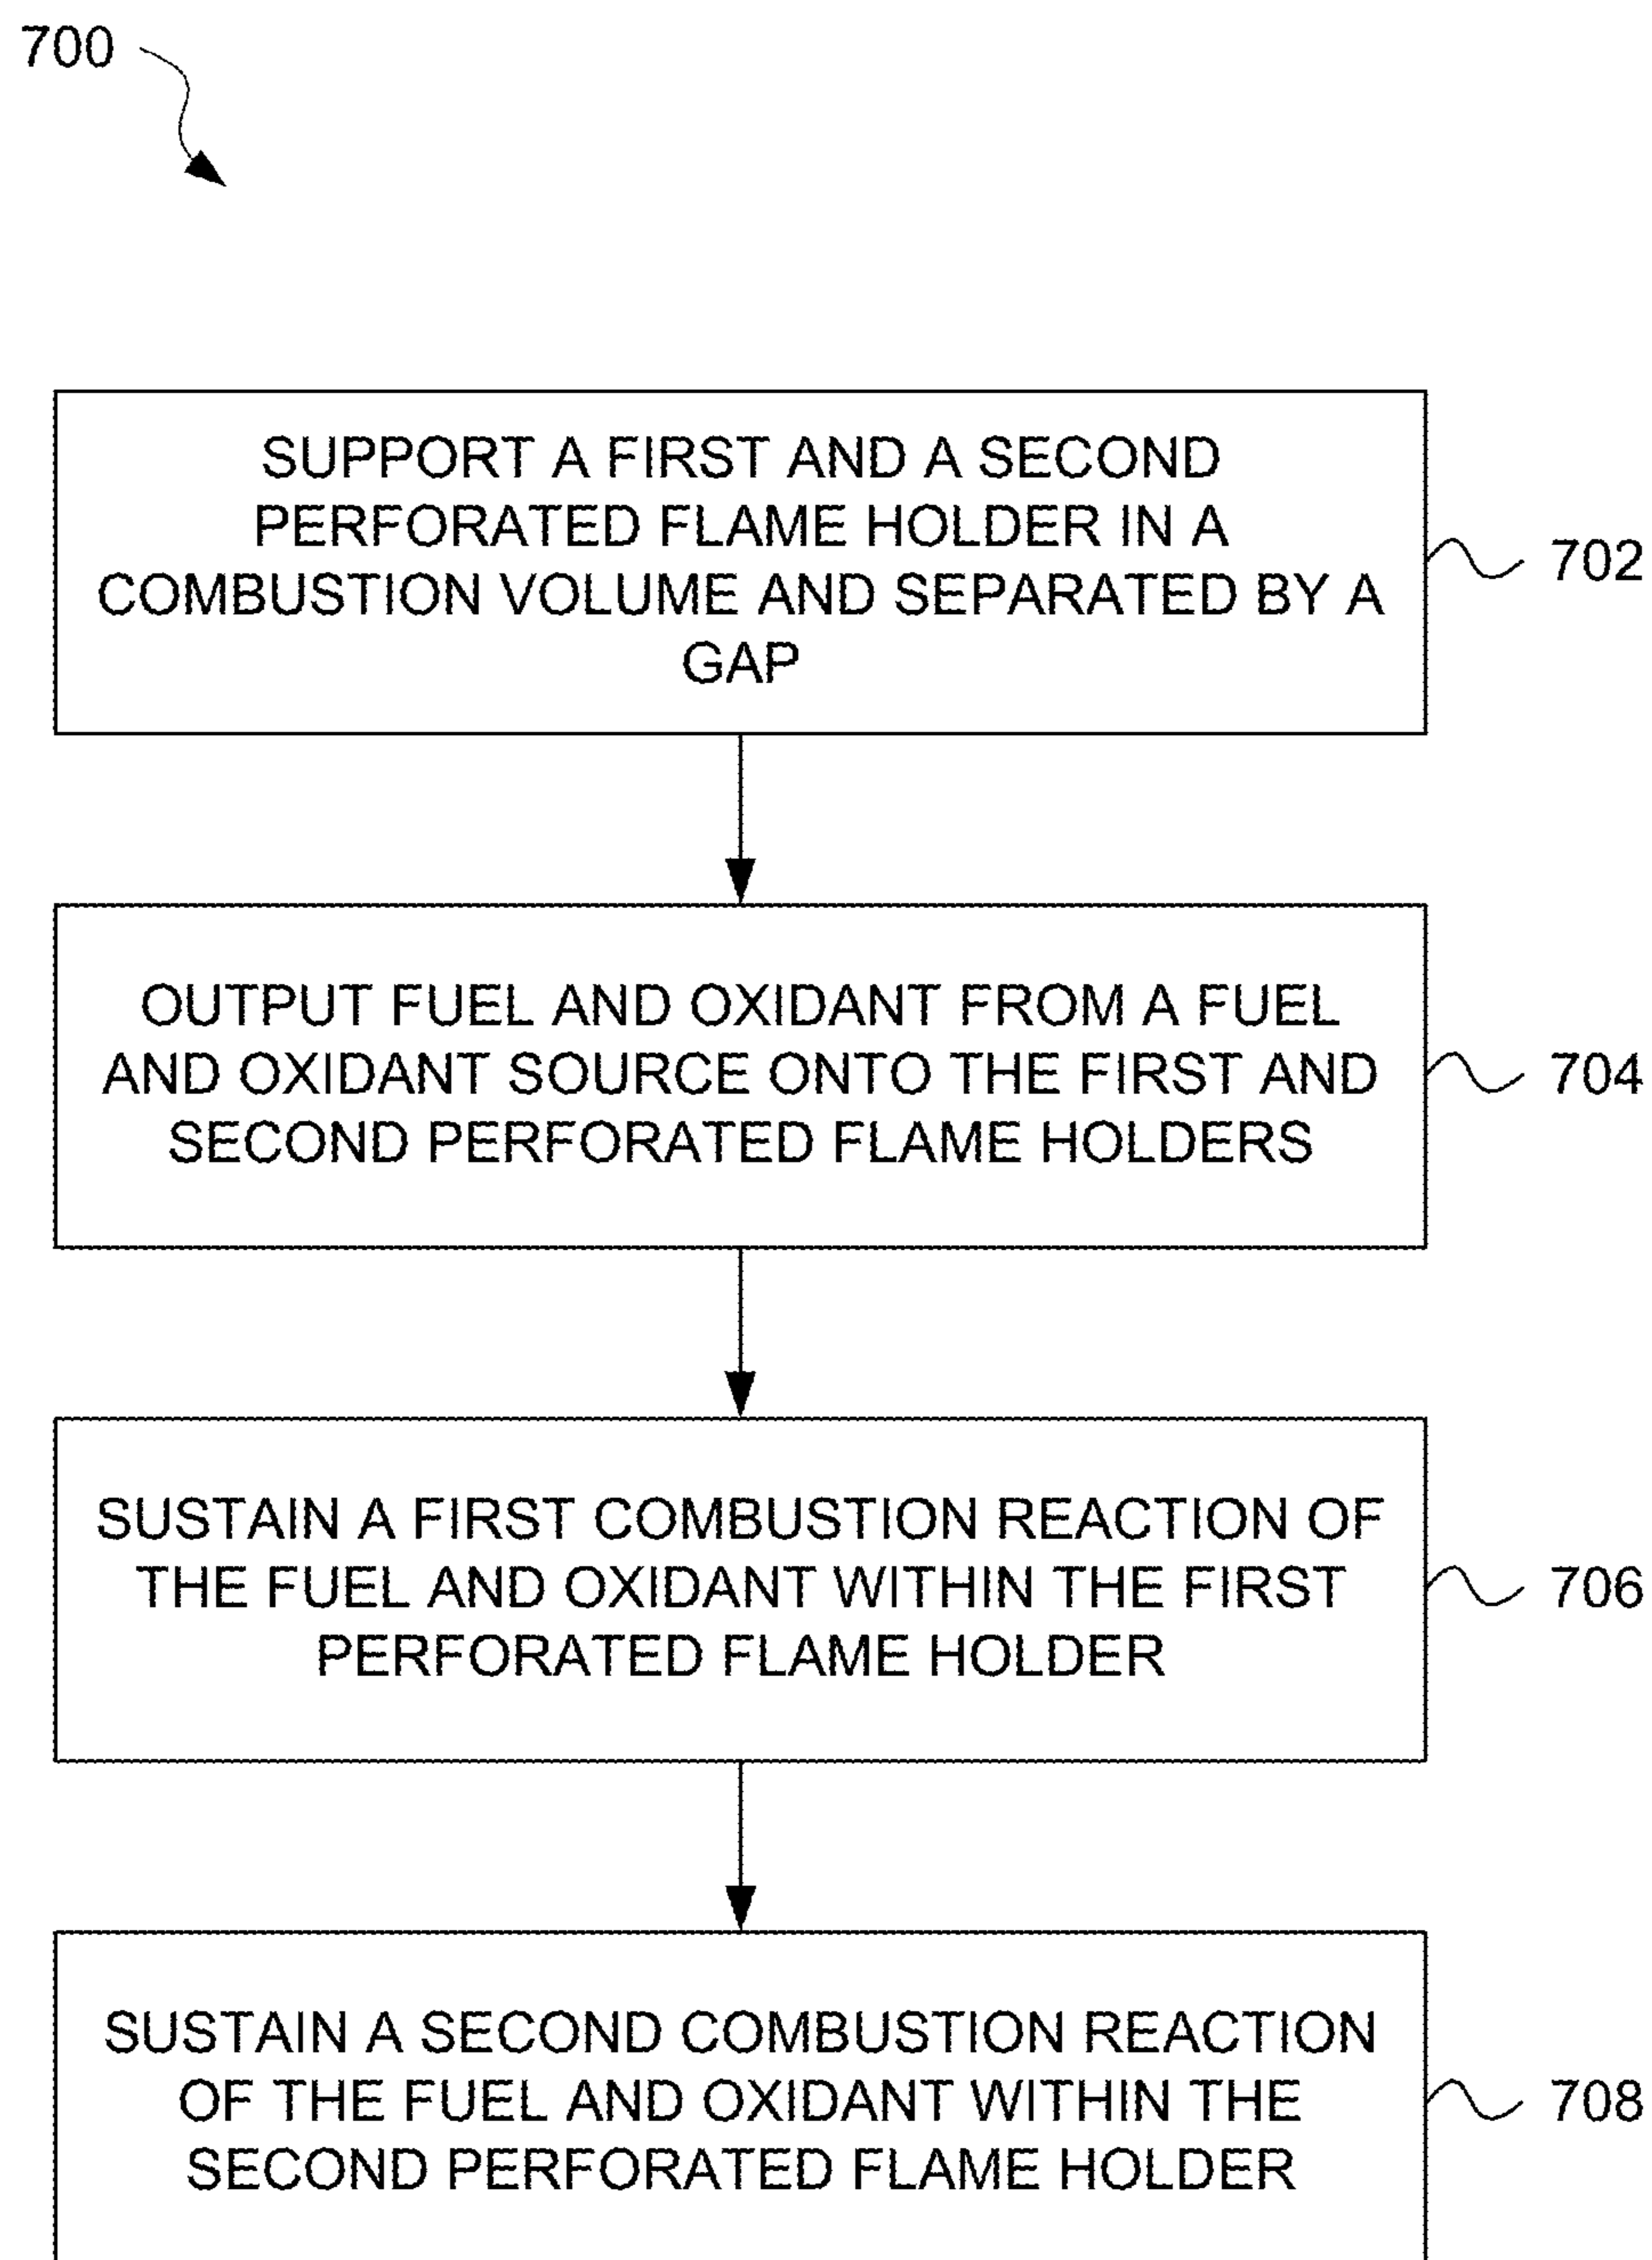 700
SUPPORT A FIRST AND A SECOND
PERFORATED FLAME HOLDER IN A
COMBUSTION VOLUME AND SEPARATED BY A
GAP
702
OUTPUT FUEL AND OXIDANT FROM A FUEL
AND OXIDANT SOURCE ONTO THE FIRST AND
SECOND PERFORATED FLAME HOLDERS
704
SUSTAIN A FIRST COMBUSTION REACTION OF
THE FUEL AND OXIDANT WITHIN THE FIRST
PERFORATED FLAME HOLDER
706
SUSTAIN A SECOND COMBUSTION REACTION
OF THE FUEL AND OXIDANT WITHIN THE
SECOND PERFORATED FLAME HOLDER
708